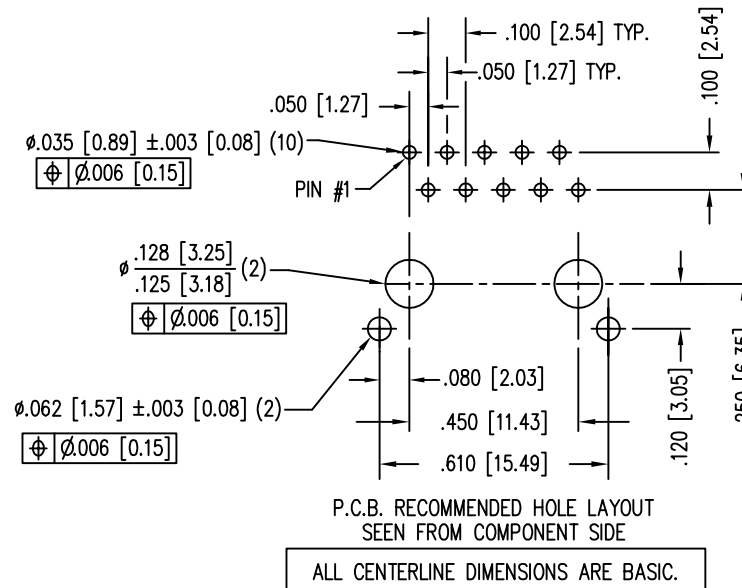 .100 [2.54] TYP.
.050 [1.27] TYP.
.100 [2.54]
.050 [1.27]
ø.035 [0.89] ±.003 [0.08] (10)
⌖ Ø.006 [0.15]
PIN #1
ø .128 [3.25]
.125 [3.18] (2)
⌖ Ø.006 [0.15]
.080 [2.03]
ø.062 [1.57] ±.003 [0.08] (2)
.450 [11.43]
.120 [3.05]
.250 [6.35]
⌖ Ø.006 [0.15]
.610 [15.49]
P.C.B. RECOMMENDED HOLE LAYOUT
SEEN FROM COMPONENT SIDE
ALL CENTERLINE DIMENSIONS ARE BASIC.